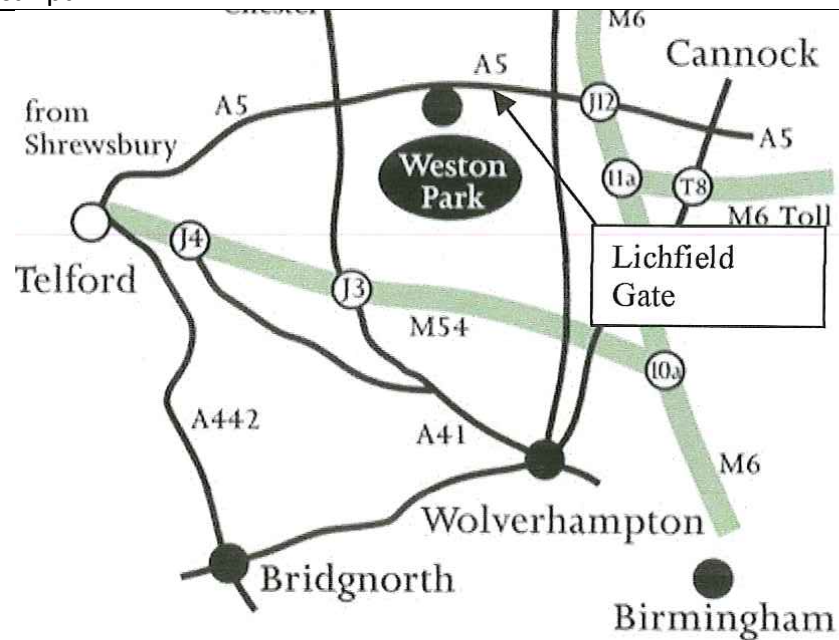 Chester
M6
Cannock
A5
from
Shrewsbury
A5
J12
A5
Weston
Park
11a
T8
M6 Toll
J4
Lichfield
Gate
Telford
J3
M54
10a
A442
A41
M6
Wolverhampton
Bridgnorth
Birmingham